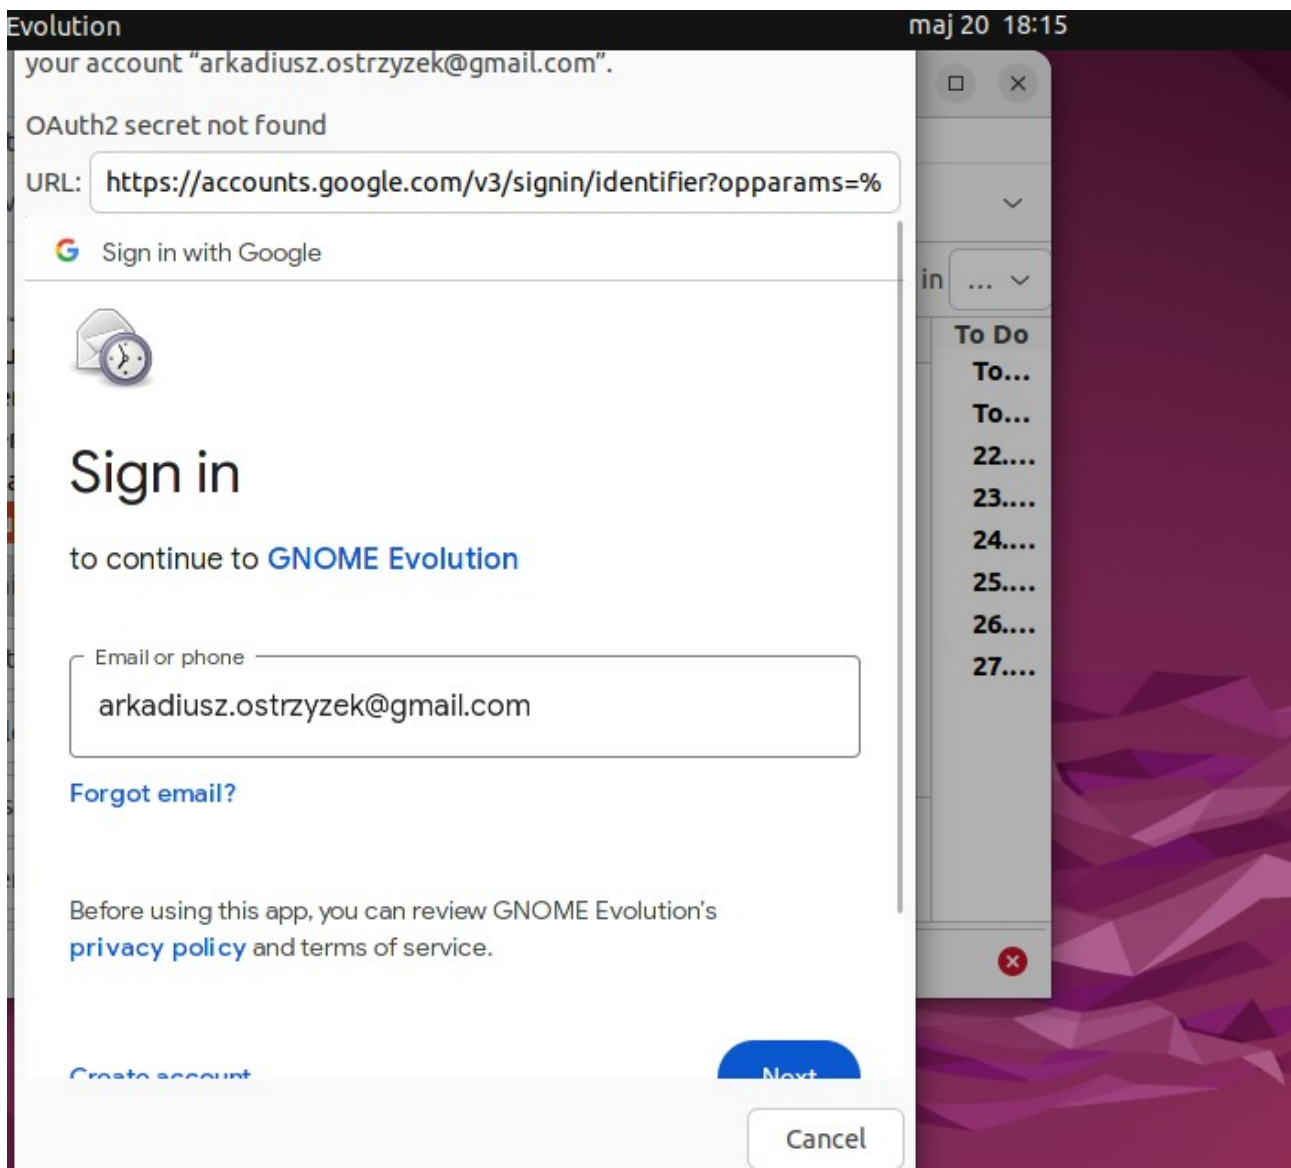 Evolution
maj 20 18:15
your account “arkadiusz.ostrzyzek@gmail.com”.
OAuth2 secret not found
URL: https://accounts.google.com/v3/signin/identifier?opparams=%
Sign in with Google
Sign in
to continue to GNOME Evolution
Email or phone
arkadiusz.ostrzyzek@gmail.com
Forgot email?
Before using this app, you can review GNOME Evolution’s
privacy policy and terms of service.
Create account
Next
Cancel
in ...
To Do
To...
To...
22....
23....
24....
25....
26....
27....